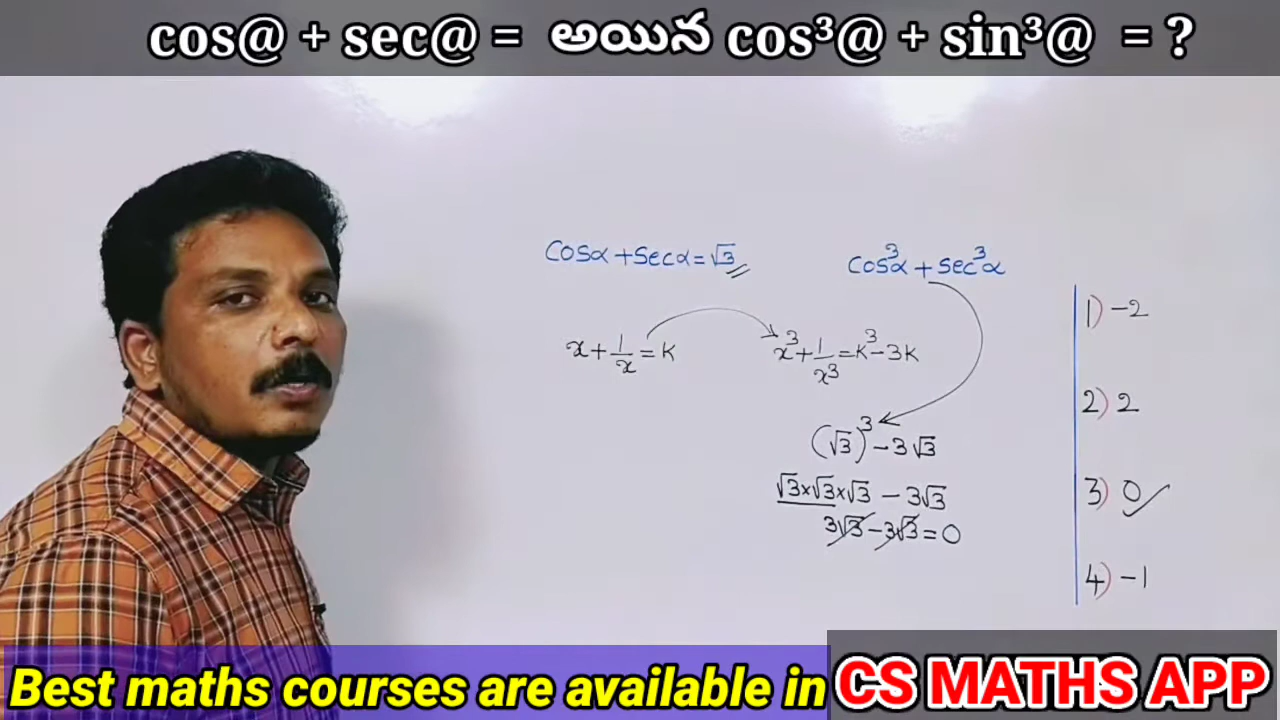 cos@ + sec@ = అయిన cos³@ + sin³@ = ?
cosα + secα = √3
cos³α + sec³α
x + 1/x = k
x³ + 1/x³ = k³ - 3k
(√3)³ - 3√3
√3×√3×√3 - 3√3
3√3 - 3√3 = 0
1) -2
2) 2
3) 0 ✓
4) -1
Best maths courses are available in CS MATHS APP